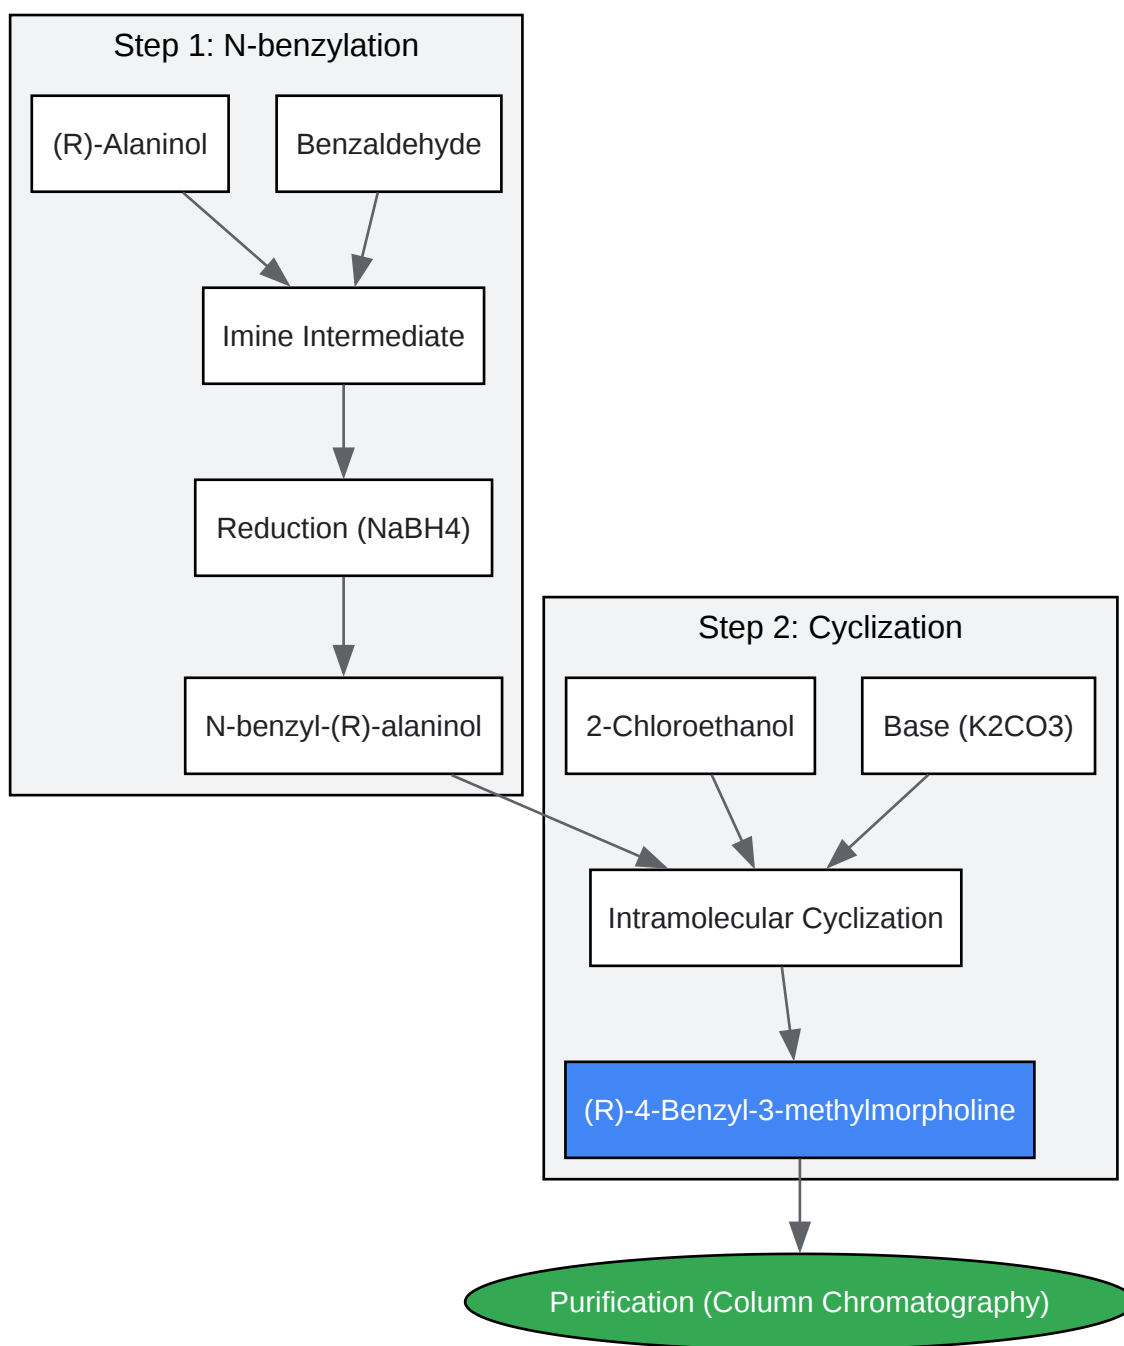 Step 1: N-benzylation
(R)-Alaninol
Benzaldehyde
Imine Intermediate
Reduction (NaBH4)
N-benzyl-(R)-alaninol
Step 2: Cyclization
2-Chloroethanol
Base (K2CO3)
Intramolecular Cyclization
(R)-4-Benzyl-3-methylmorpholine
Purification (Column Chromatography)